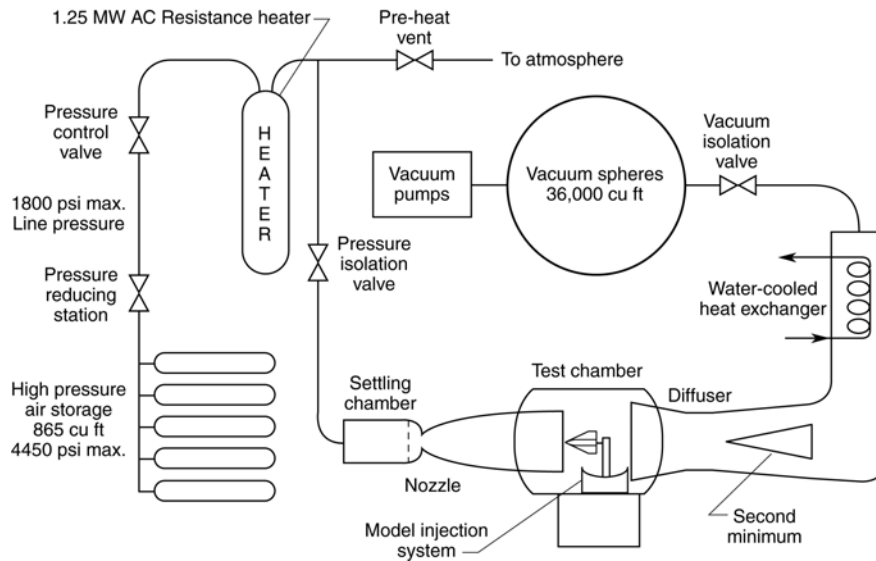 1.25 MW AC Resistance heater
Pre-heat
vent
To atmosphere
Pressure
control
valve
HEATER
Vacuum
pumps
Vacuum spheres
36,000 cu ft
Vacuum
isolation
valve
1800 psi max.
Line pressure
Pressure
isolation
valve
Pressure
reducing
station
Water-cooled
heat exchanger
High pressure
air storage
865 cu ft
4450 psi max.
Settling
chamber
Test chamber
Diffuser
Nozzle
Model injection
system
Second
minimum